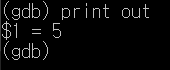 (gdb) print out
$1 = 5
(gdb)